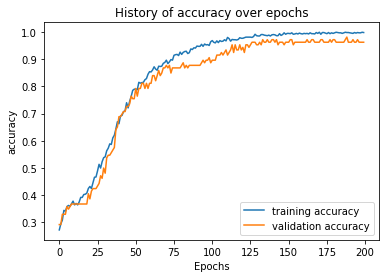 History of accuracy over epochs
accuracy
1.0
0.9
0.8
0.7
0.6
0.5
0.4
0.3
training accuracy
validation accuracy
0 25 50 75 100 125 150 175 200
Epochs